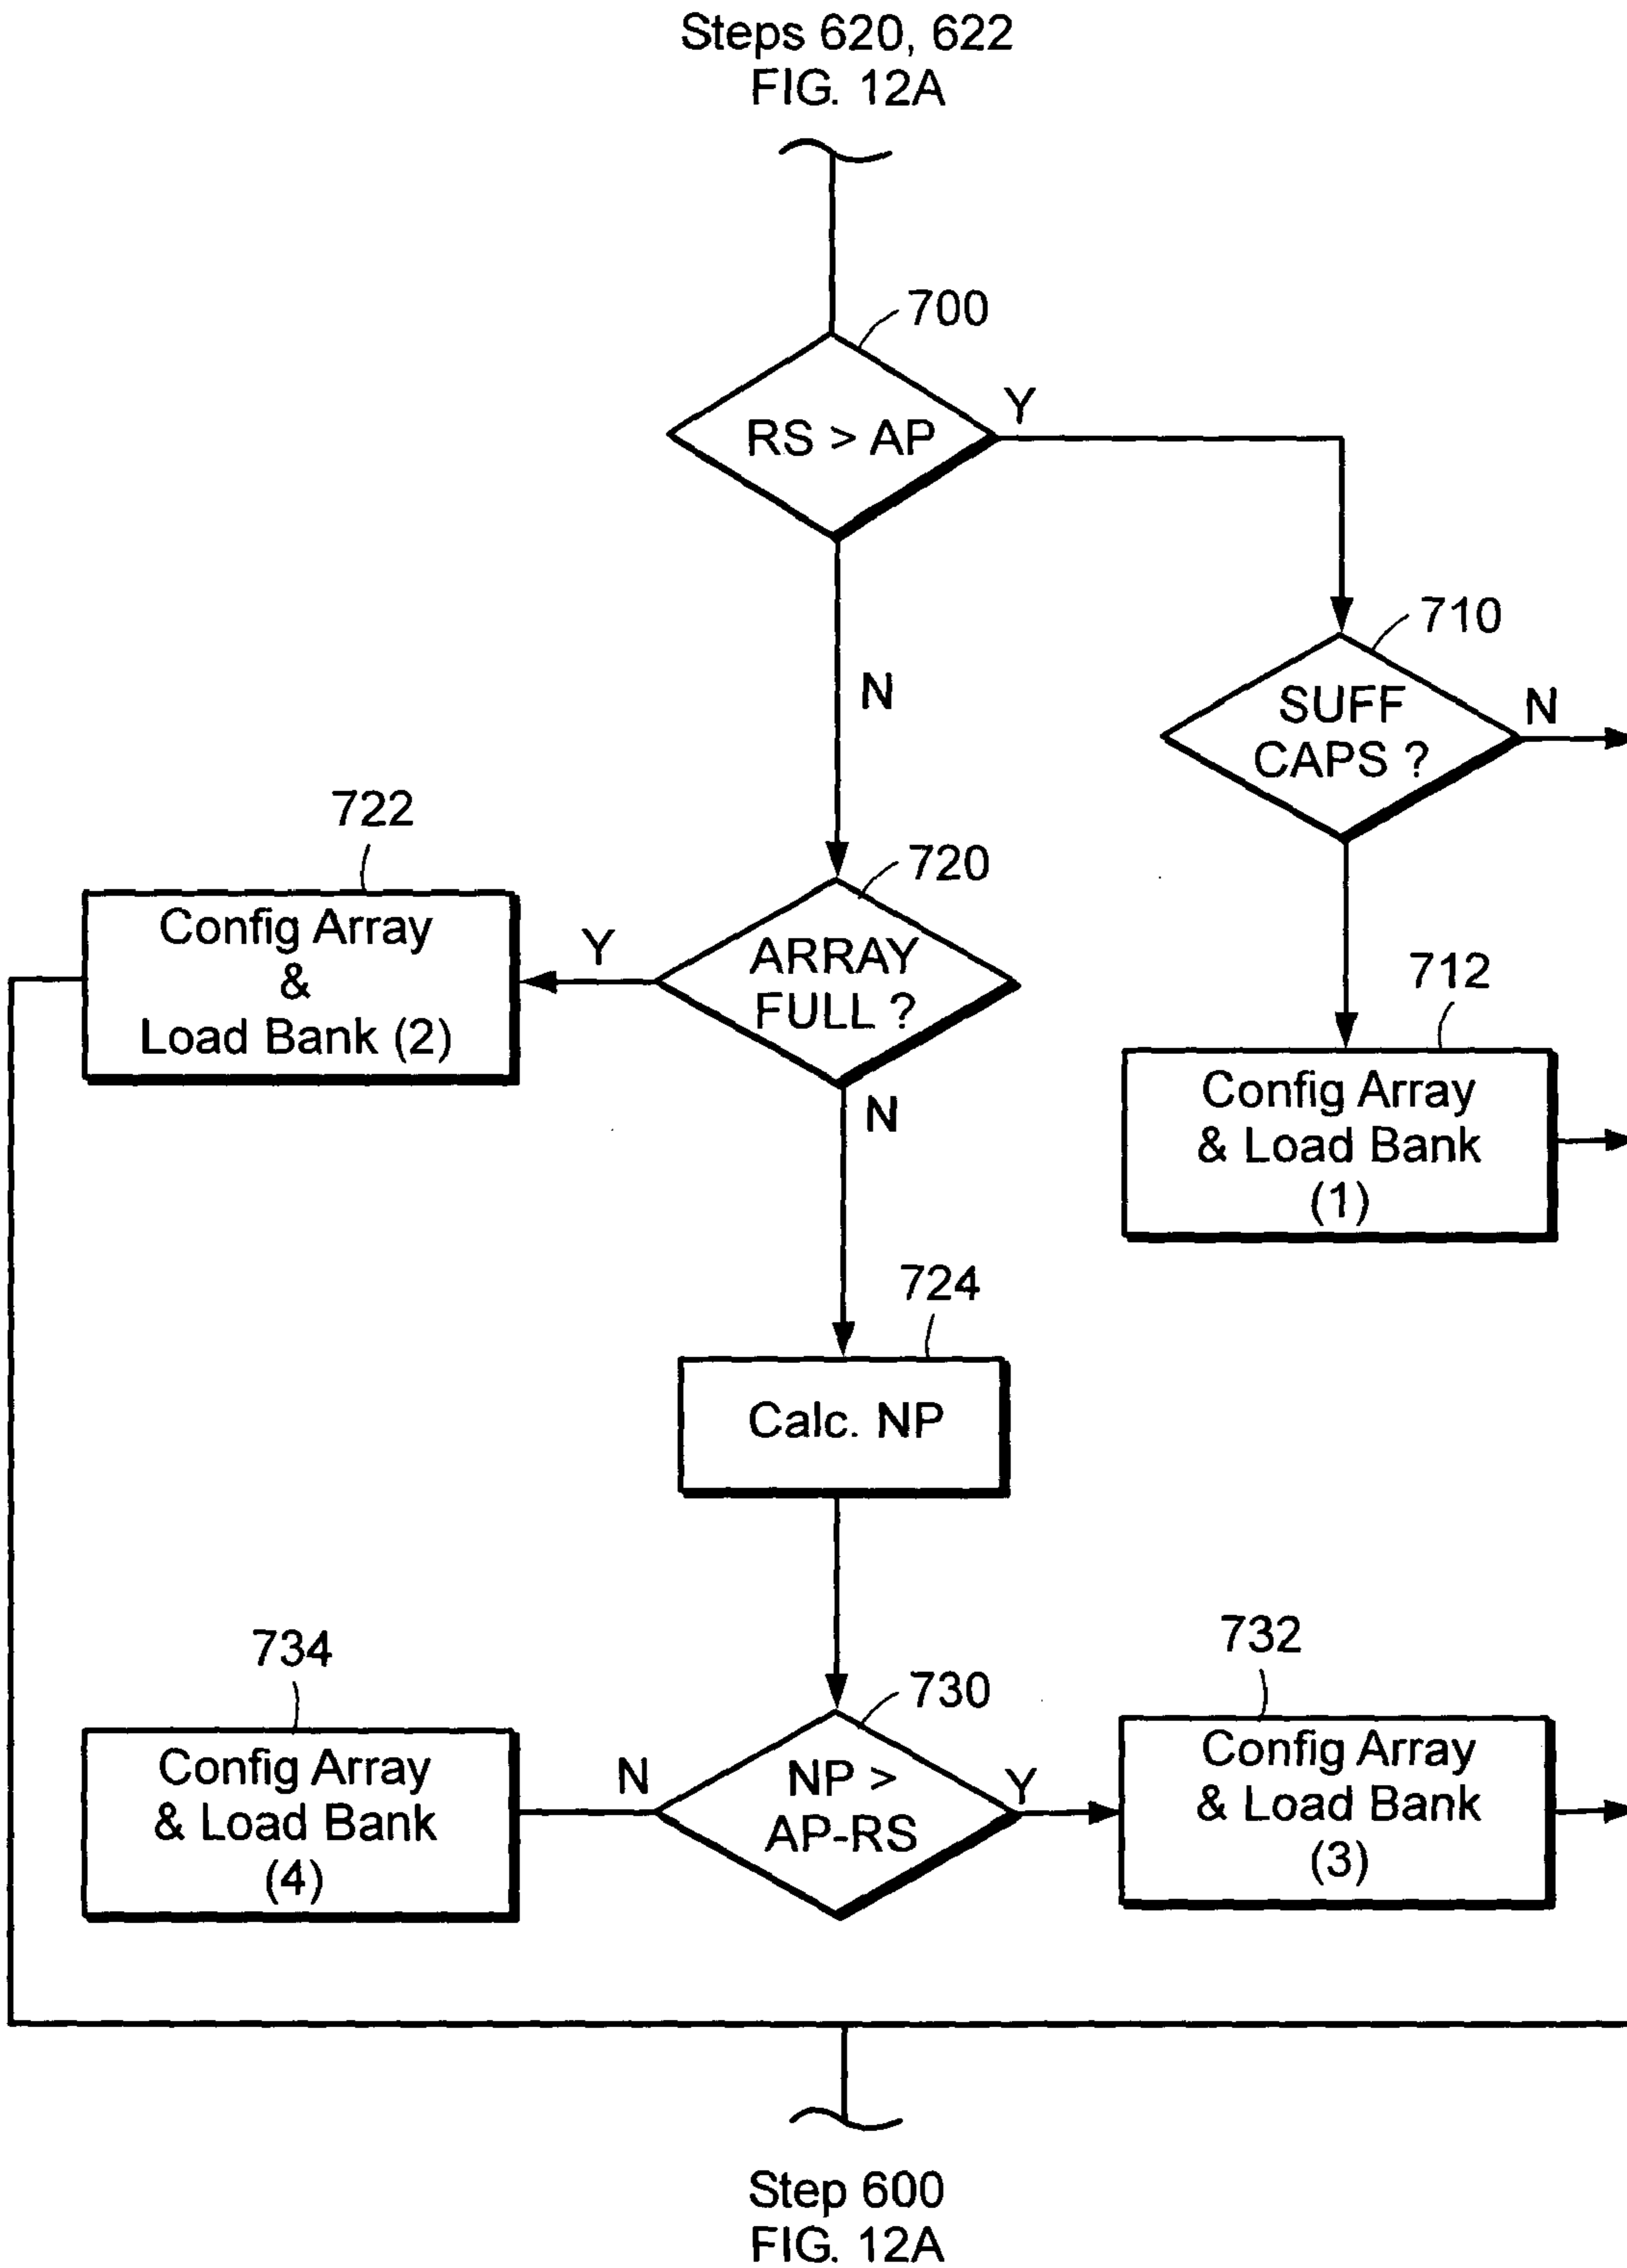 Steps 620, 622
FIG. 12A
700
RS > AP
Y
N
710
SUFF
CAPS ?
N
722
Config Array
&
Load Bank (2)
Y
720
ARRAY
FULL ?
N
712
Config Array
& Load Bank
(1)
724
Calc. NP
734
Config Array
& Load Bank
(4)
N
730
NP >
AP-RS
Y
732
Config Array
& Load Bank
(3)
Step 600
FIG. 12A